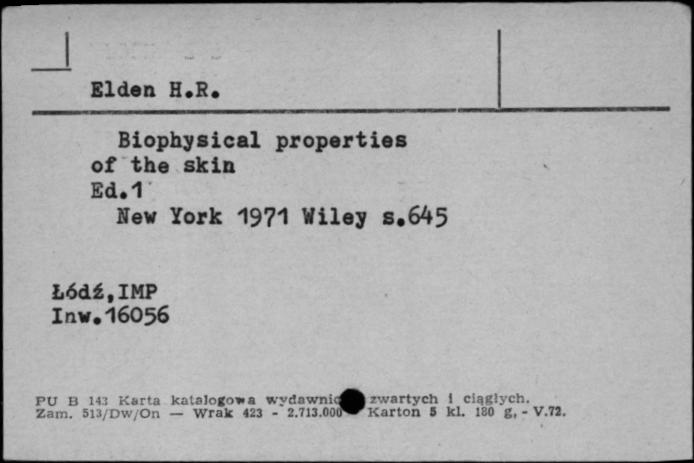 Elden H.R.
Biophysical properties
of the skin
Ed.1
New York 1971 Wiley s.645
Łódź,IMP
Inw.16056
PU B 143 Karta katalogowa wydawnic zwartych i ciągłych.
Zam. 513/Dw/On — Wrak 423 - 2.713.000 Karton 5 kl. 180 g, - V.72.